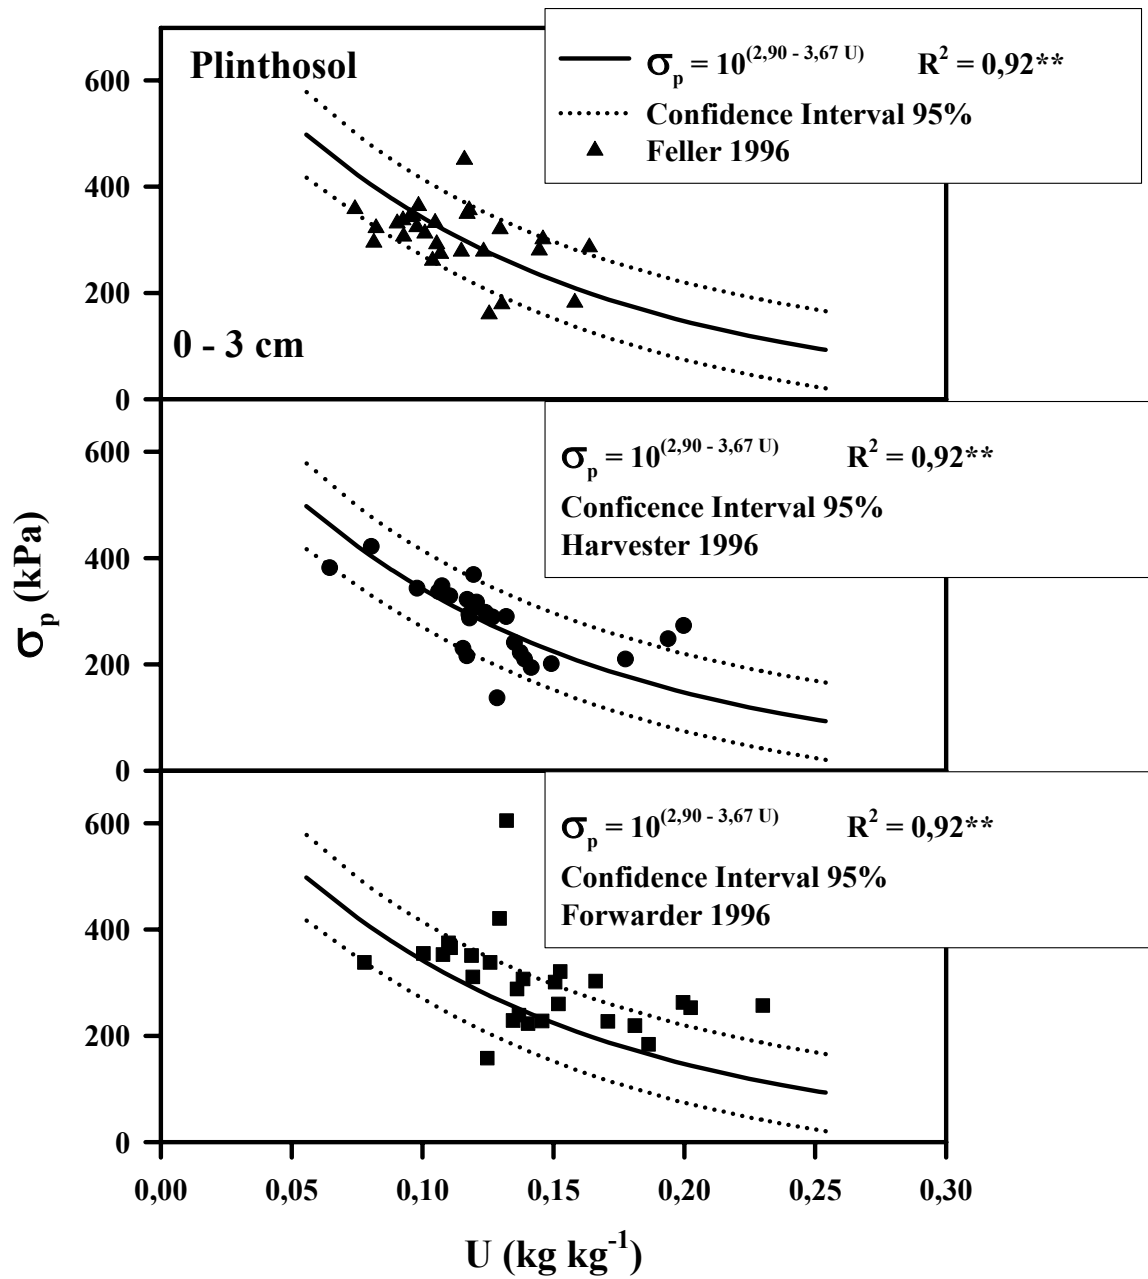 Plinthosol
σp = 10^(2,90 - 3,67 U) R² = 0,92**
Confidence Interval 95%
Feller 1996
600
400
200
0
0 - 3 cm
σp = 10^(2,90 - 3,67 U) R² = 0,92**
Conficence Interval 95%
Harvester 1996
600
400
200
0
σp (kPa)
σp = 10^(2,90 - 3,67 U) R² = 0,92**
Confidence Interval 95%
Forwarder 1996
600
400
200
0
0,00 0,05 0,10 0,15 0,20 0,25 0,30
U (kg kg⁻¹)